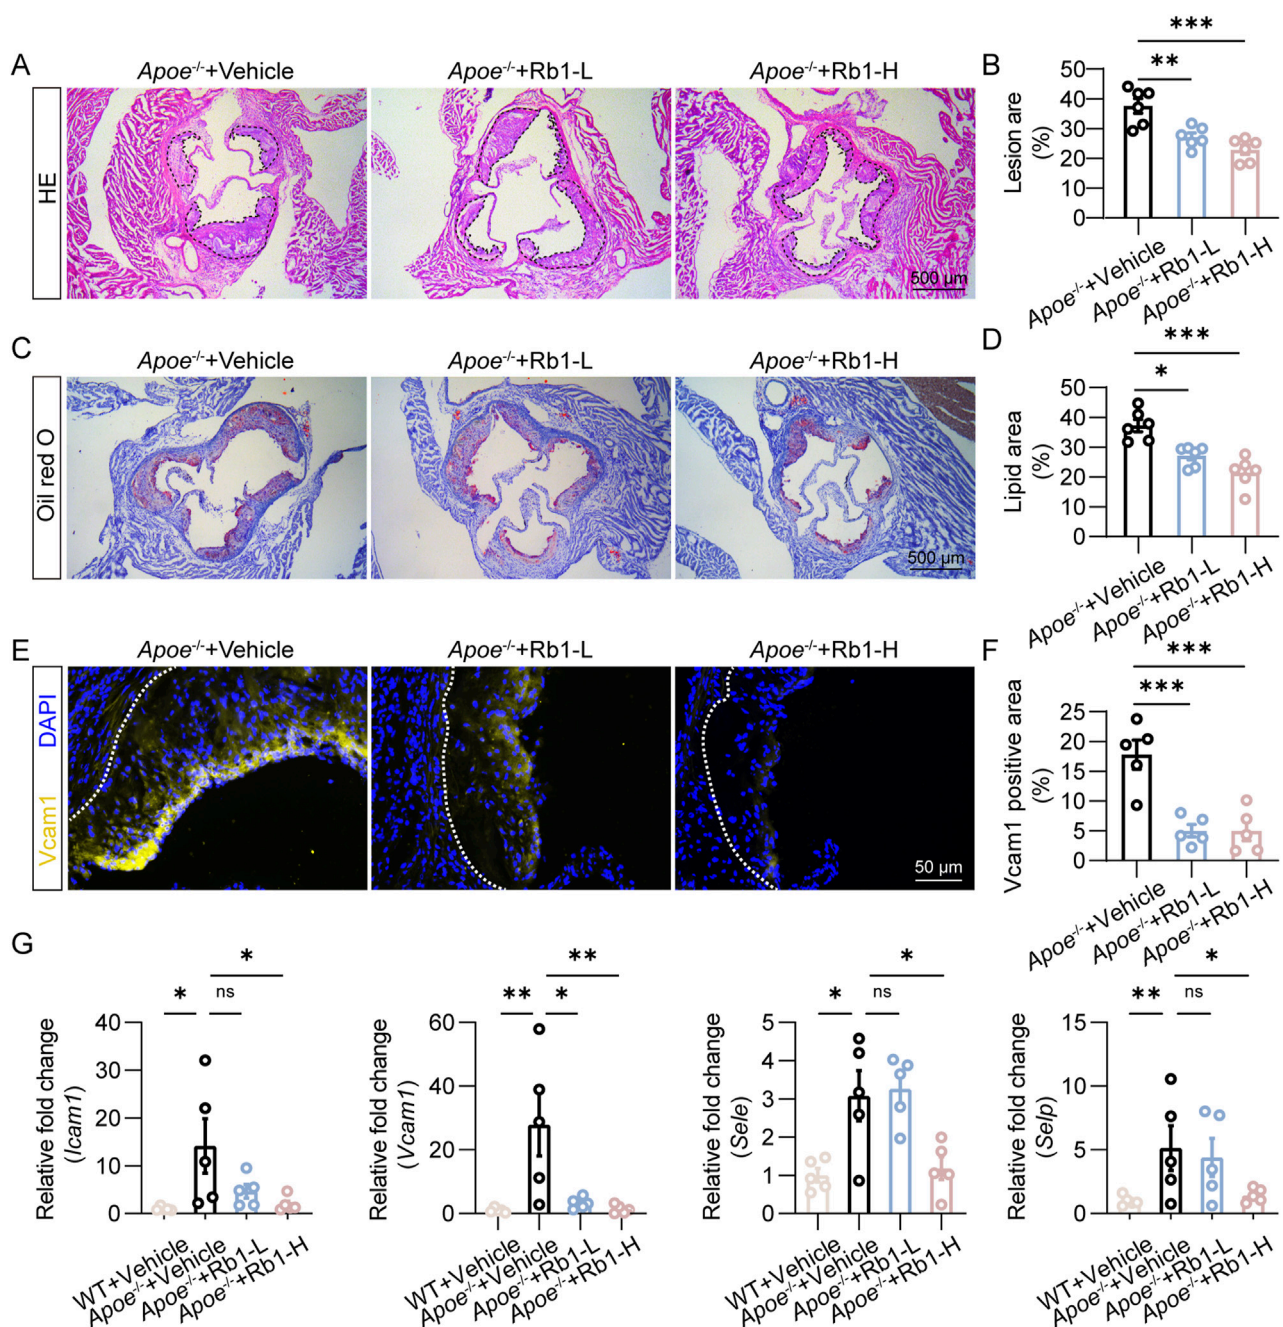 A
Apoe-/-+Vehicle
Apoe-/-+Rb1-L
Apoe-/-+Rb1-H
HE
500 μm
B
***
**
Lesion are
(%)
50
40
30
20
10
0
Apoe-/-+Vehicle
Apoe-/-+Rb1-L
Apoe-/-+Rb1-H
C
Apoe-/-+Vehicle
Apoe-/-+Rb1-L
Apoe-/-+Rb1-H
Oil red O
500 μm
D
***
*
Lipid area
(%)
50
40
30
20
10
0
Apoe-/-+Vehicle
Apoe-/-+Rb1-L
Apoe-/-+Rb1-H
E
Apoe-/-+Vehicle
Apoe-/-+Rb1-L
Apoe-/-+Rb1-H
Vcam1 DAPI
50 μm
F
***
***
Vcam1 positive area
(%)
25
20
15
10
5
0
Apoe-/-+Vehicle
Apoe-/-+Rb1-L
Apoe-/-+Rb1-H
G
*
* ns
Relative fold change
(Icam1)
40
30
20
10
0
WT+Vehicle
Apoe-/-+Vehicle
Apoe-/-+Rb1-L
Apoe-/-+Rb1-H
**
** *
Relative fold change
(Vcam1)
60
40
20
0
WT+Vehicle
Apoe-/-+Vehicle
Apoe-/-+Rb1-L
Apoe-/-+Rb1-H
*
* ns
Relative fold change
(Sele)
5
4
3
2
1
0
WT+Vehicle
Apoe-/-+Vehicle
Apoe-/-+Rb1-L
Apoe-/-+Rb1-H
*
** ns
Relative fold change
(Selp)
15
10
5
0
WT+Vehicle
Apoe-/-+Vehicle
Apoe-/-+Rb1-L
Apoe-/-+Rb1-H